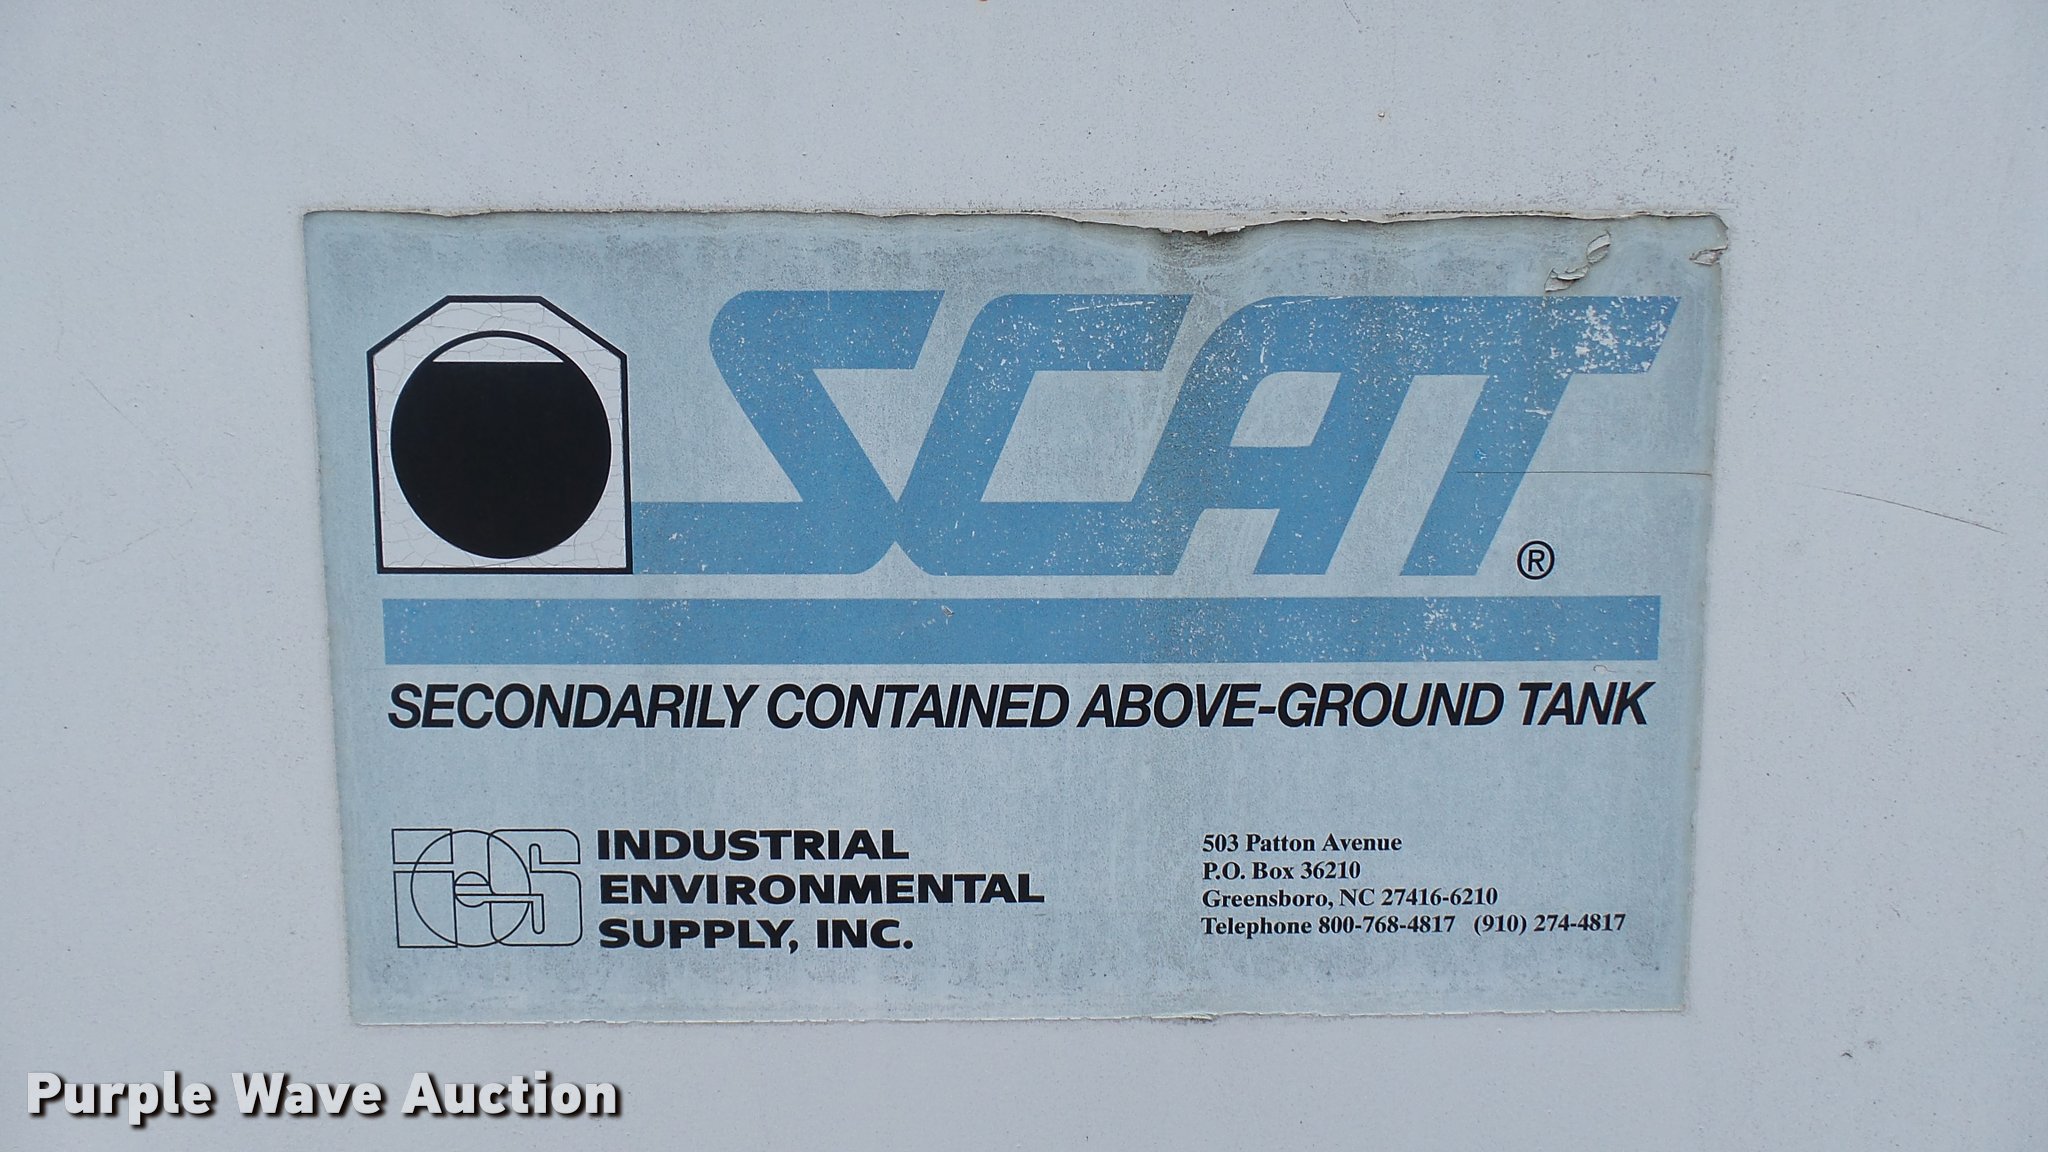 SCAT®
SECONDARILY CONTAINED ABOVE-GROUND TANK
ies
INDUSTRIAL
ENVIRONMENTAL
SUPPLY, INC.
503 Patton Avenue
P.O. Box 36210
Greensboro, NC 27416-6210
Telephone 800-768-4817 (910) 274-4817
Purple Wave Auction